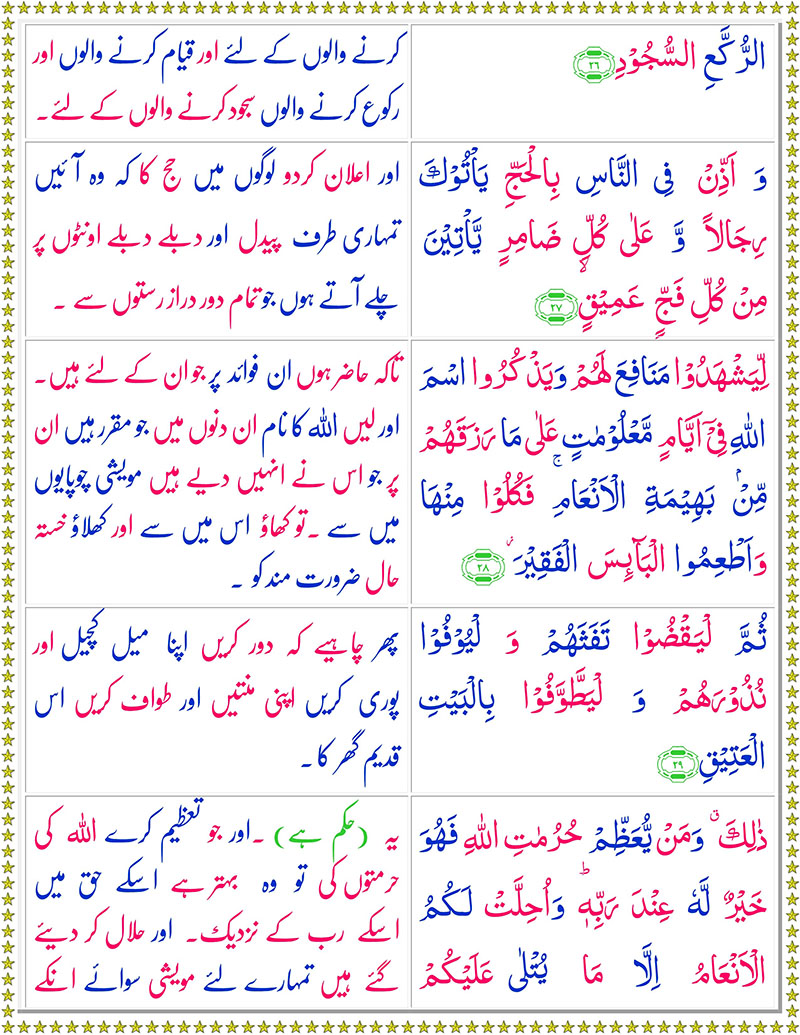 الرُّكَّعِ السُّجُوْدِ ﴿۲۶﴾
کرنے والوں کے لئے اور قیام کرنے والوں اور
رکوع کرنے والوں سجود کرنے والوں کے لئے۔
وَ اَذِّنْ فِی النَّاسِ بِالْحَجِّ یَاْتُوْكَ
رِجَالًا وَّ عَلٰی كُلِّ ضَامِرٍ یَّاْتِیْنَ
مِنْ كُلِّ فَجٍّ عَمِیْقٍ ﴿۲۷﴾
اور اعلان کردو لوگوں میں حج کا کہ وہ آئیں
تمہاری طرف پیدل اور دبلے دبلے اونٹوں پر
چلے آتے ہوں جو تمام دور دراز رستوں سے ۔
لِّیَشْهَدُوْا مَنَافِعَ لَهُمْ وَیَذْكُرُوا اسْمَ
اللهِ فِیْۤ اَیَّامٍ مَّعْلُوْمٰتٍ عَلٰی مَا رَزَقَهُمْ
مِّنْۢ بَهِیْمَةِ الْاَنْعَامِ ۚ فَكُلُوْا مِنْهَا
وَاَطْعِمُوا الْبَآئِسَ الْفَقِیْرَ ﴿۲۸﴾
تاکہ حاضر ہوں ان فوائد پر جو ان کے لئے ہیں۔
اور لیں اللہ کا نام ان دنوں میں جو مقرر ہیں ان
پر جو اس نے انہیں دیے ہیں مویشی چوپایوں
میں سے ۔تو کھاؤ اس میں سے اور کھلاؤ خستہ
حال ضرورت مند کو ۔
ثُمَّ لْیَقْضُوْا تَفَثَهُمْ وَ لْیُوْفُوْا
نُذُوْرَهُمْ وَ لْیَطَّوَّفُوْا بِالْبَیْتِ
الْعَتِیْقِ ﴿۲۹﴾
پھر چاہیے کہ دور کریں اپنا میل کچیل اور
پوری کریں اپنی منتیں اور طواف کریں اس
قدیم گھر کا۔
ذٰلِكَ ۗ وَمَنْ یُّعَظِّمْ حُرُمٰتِ اللهِ فَهُوَ
خَیْرٌ لَّهٗ عِنْدَ رَبِّهٖ ؕ وَاُحِلَّتْ لَكُمُ
الْاَنْعَامُ اِلَّا مَا یُتْلٰی عَلَیْكُمْ
یہ (حکم ہے) ۔اور جو تعظیم کرے اللہ کی
حرمتوں کی تو وہ بہتر ہے اسکے حق میں
اسکے رب کے نزدیک۔ اور حلال کر دیئے
گئے ہیں تمہارے لئے مویشی سوائے انکے